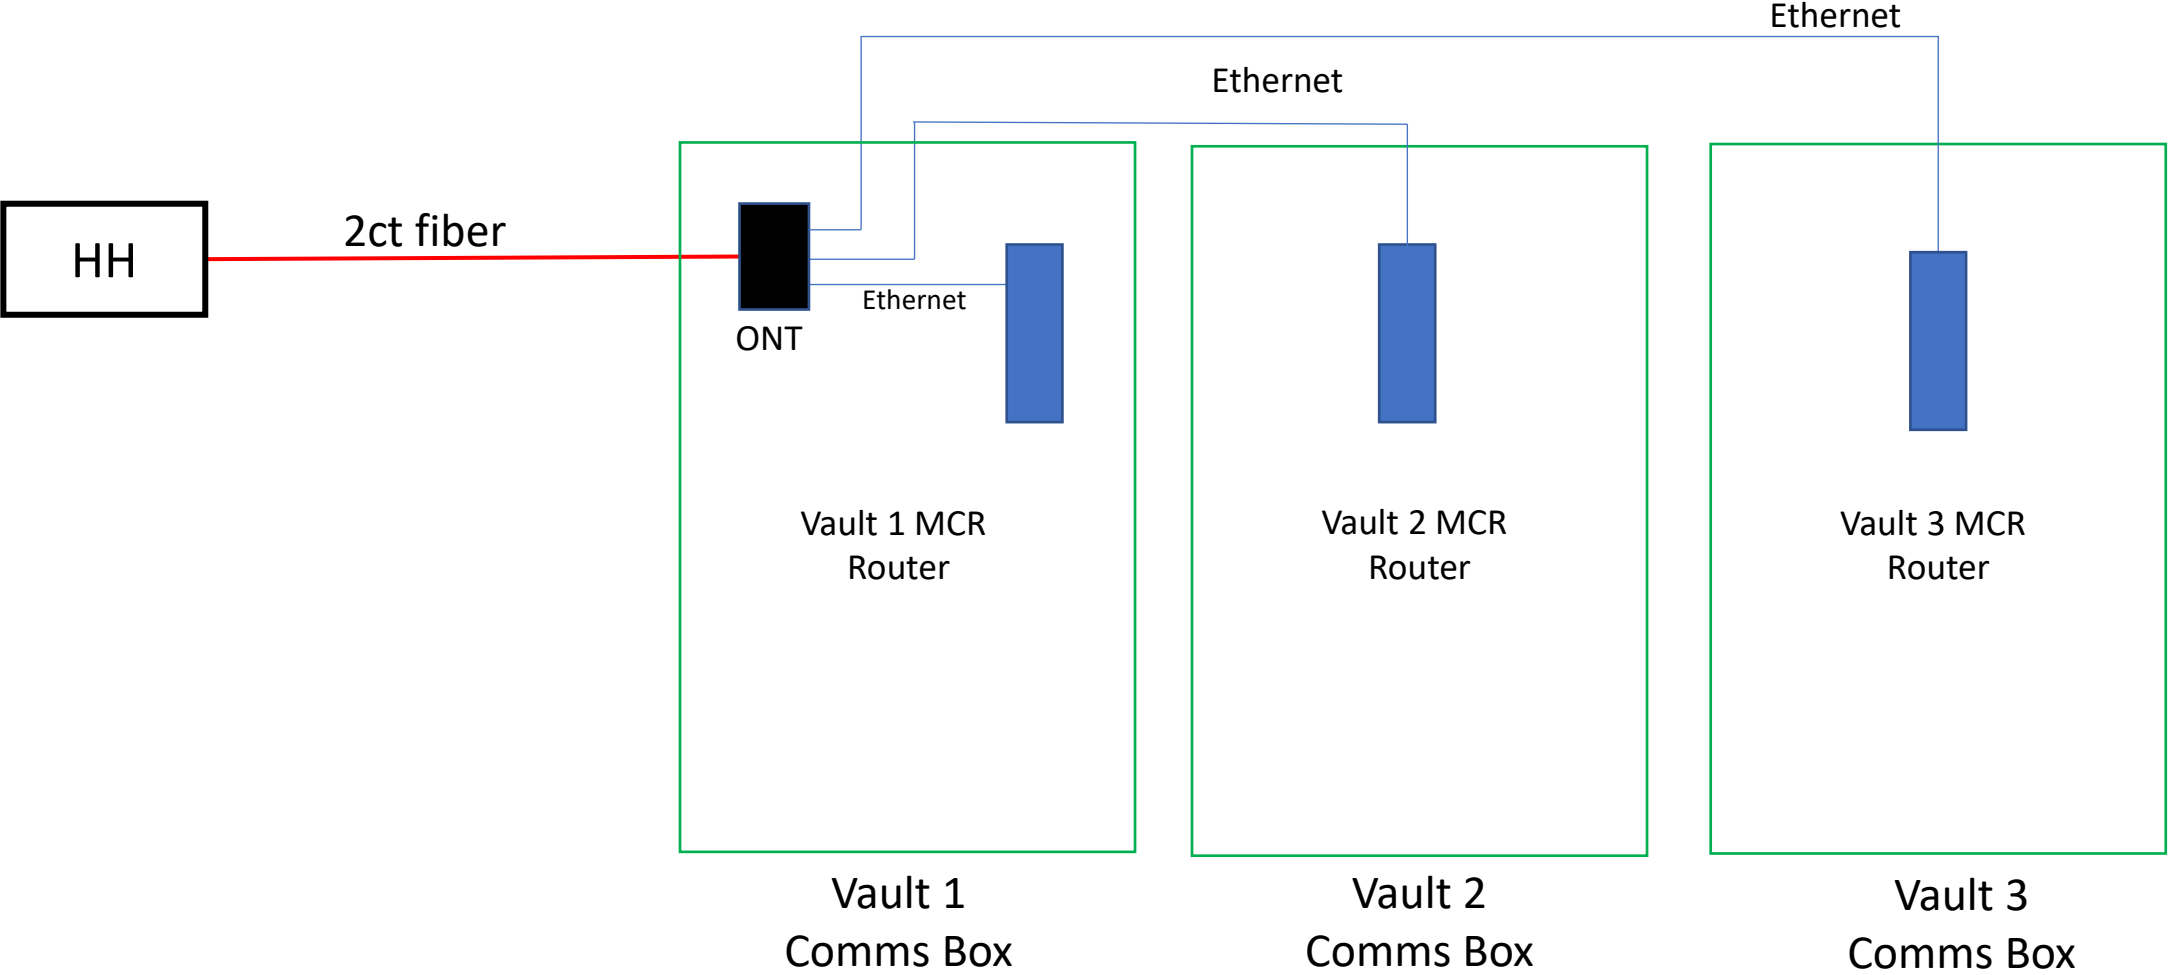 Ethernet
Ethernet
2ct fiber
HH
Ethernet
ONT
Vault 1 MCR
Router
Vault 2 MCR
Router
Vault 3 MCR
Router
Vault 1
Comms Box
Vault 2
Comms Box
Vault 3
Comms Box